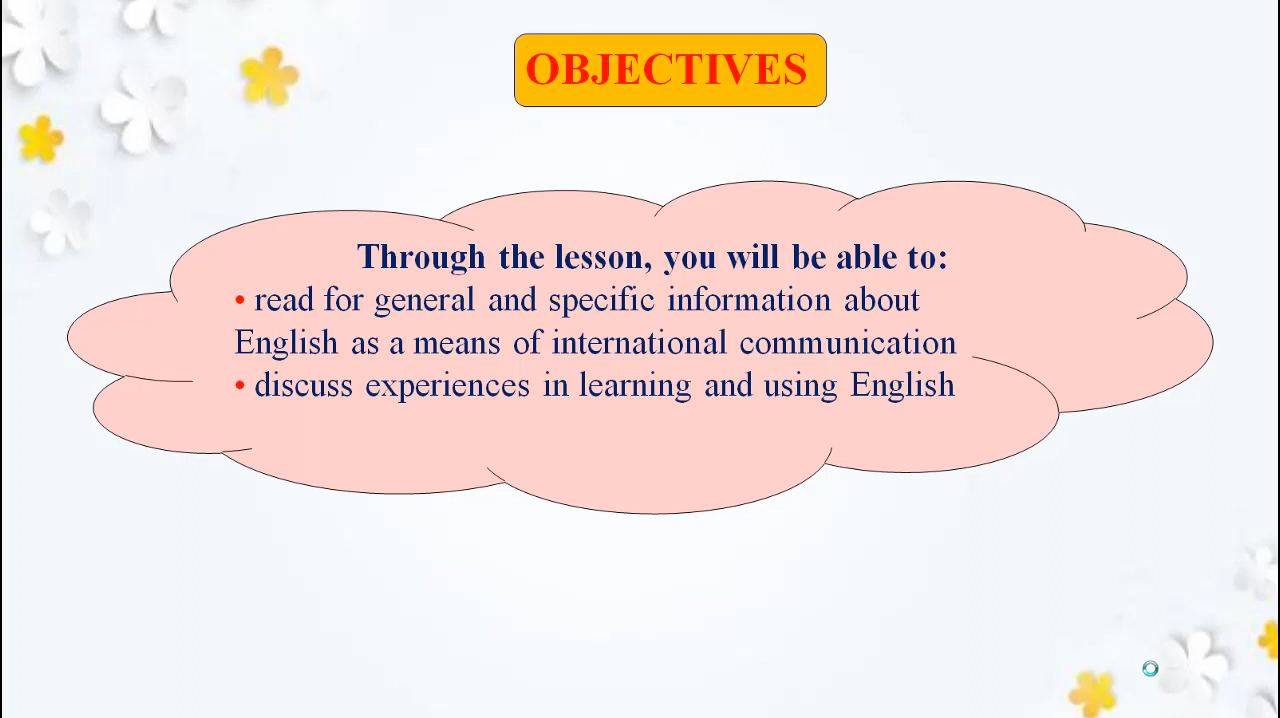 OBJECTIVES
Through the lesson, you will be able to:
• read for general and specific information about
English as a means of international communication
• discuss experiences in learning and using English